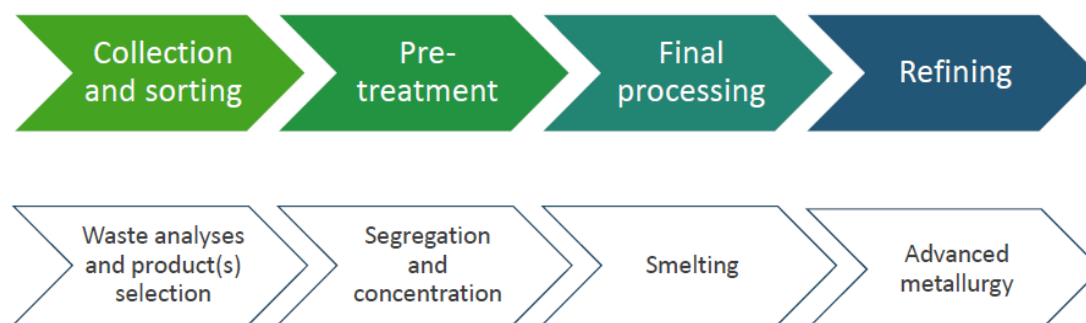 Collection
and sorting
Pre-
treatment
Final
processing
Refining
Waste analyses
and product(s)
selection
Segregation
and
concentration
Smelting
Advanced
metallurgy